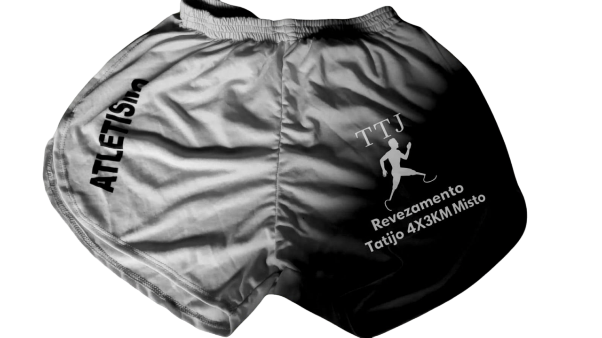 ATLETISmo
TTJ
Revezamento
Tatijo 4X3KM Misto